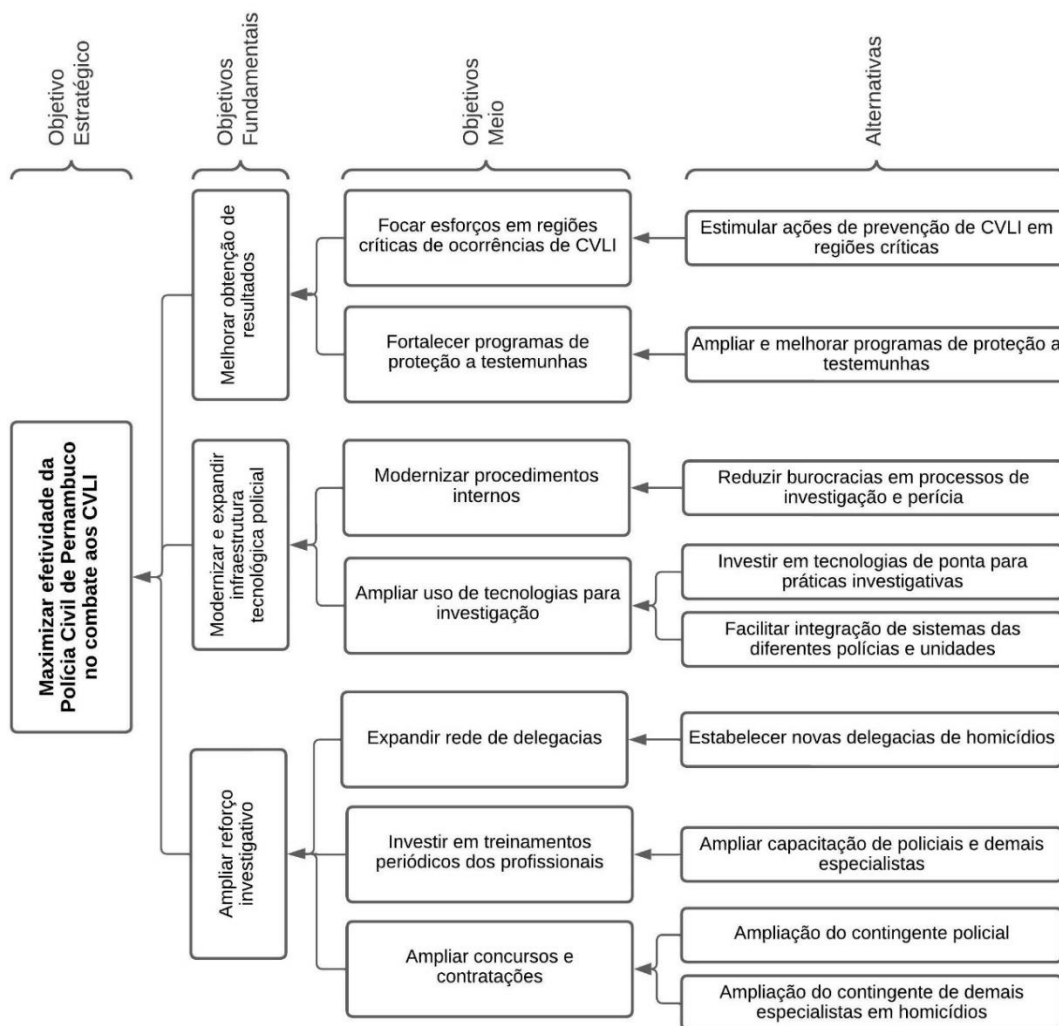 Objetivo
Estratégico
Objetivos
Fundamentais
Objetivos
Meio
Alternativas
Maximizar efetividade da
Polícia Civil de Pernambuco
no combate aos CVLI
Melhorar obtenção de
resultados
Focar esforços em regiões
críticas de ocorrências de CVLI
Estimular ações de prevenção de CVLI em
regiões críticas
Fortalecer programas de
proteção a testemunhas
Ampliar e melhorar programas de proteção a
testemunhas
Modernizar e expandir
infraestrutura
tecnológica policial
Modernizar procedimentos
internos
Reduzir burocracias em processos de
investigação e perícia
Ampliar uso de tecnologias para
investigação
Investir em tecnologias de ponta para
práticas investigativas
Facilitar integração de sistemas das
diferentes polícias e unidades
Ampliar reforço
investigativo
Expandir rede de delegacias
Estabelecer novas delegacias de homicídios
Investir em treinamentos
periódicos dos profissionais
Ampliar capacitação de policiais e demais
especialistas
Ampliar concursos e
contratações
Ampliação do contingente policial
Ampliação do contingente de demais
especialistas em homicídios